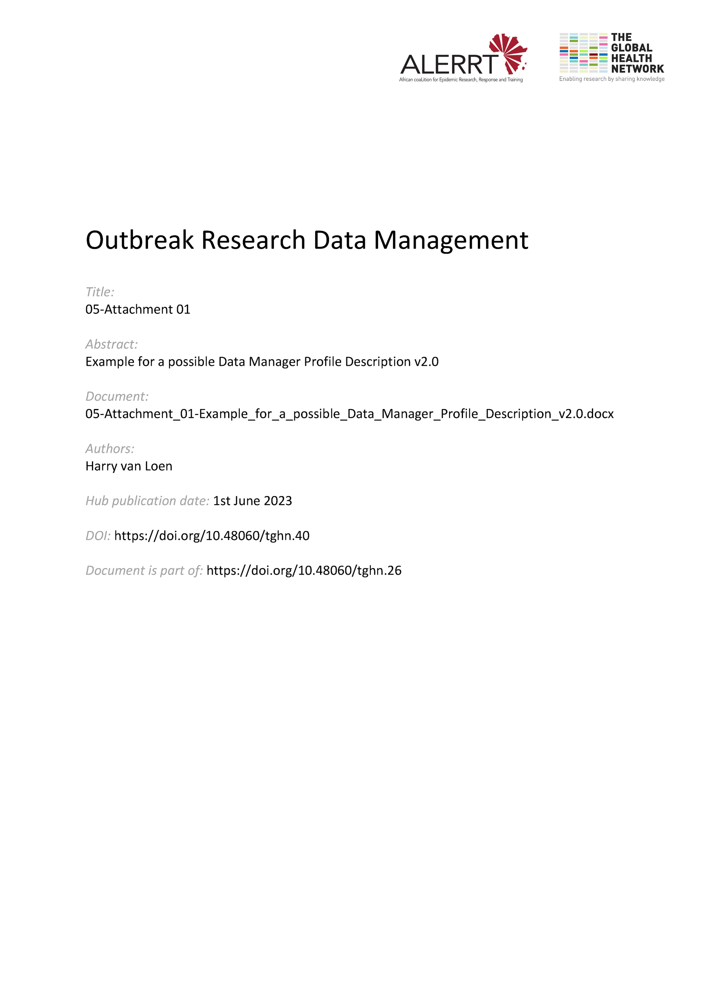 ALERRT
African coaLition for Epidemic Research, Response and Training
THE
GLOBAL
HEALTH
NETWORK
Enabling research by sharing knowledge
Outbreak Research Data Management
Title:
05-Attachment 01
Abstract:
Example for a possible Data Manager Profile Description v2.0
Document:
05-Attachment_01-Example_for_a_possible_Data_Manager_Profile_Description_v2.0.docx
Authors:
Harry van Loen
Hub publication date: 1st June 2023
DOI: https://doi.org/10.48060/tghn.40
Document is part of: https://doi.org/10.48060/tghn.26